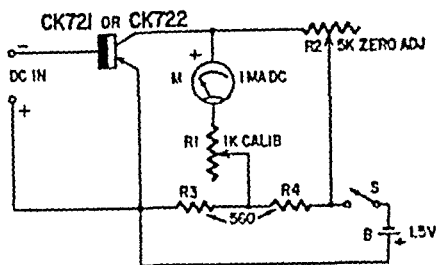 CK721 OR CK722
−
DC IN
+
+
M
1 MA DC
R2 5K ZERO ADJ
R1
1K CALIB
R3
R4
560
S
B
1.5V
+